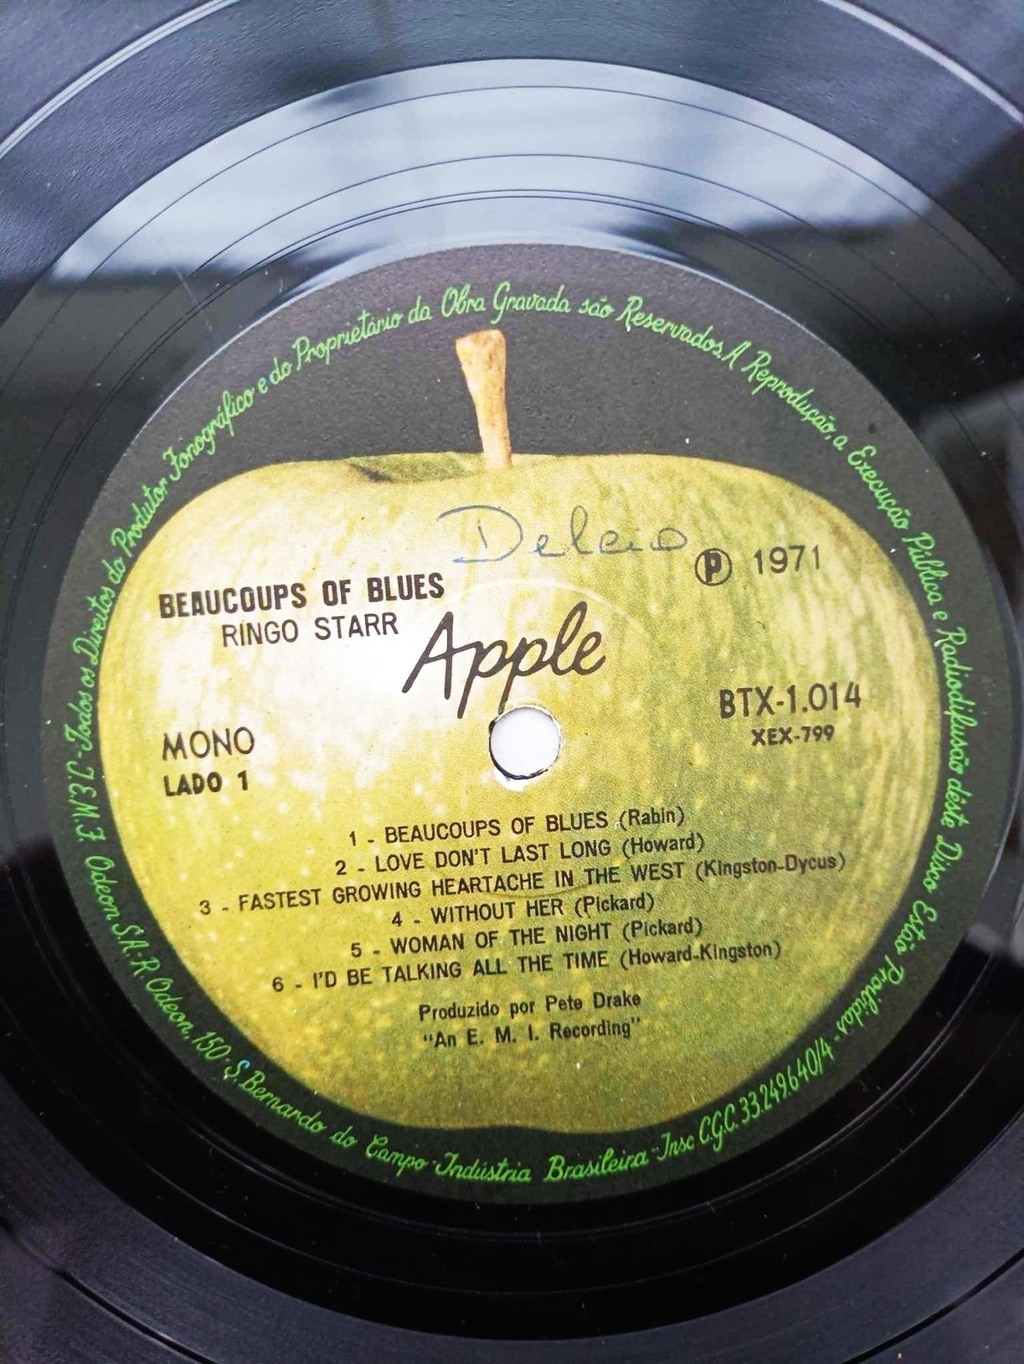 Todos os Direitos do Produtor Fonográfico e do Proprietário da Obra Gravada são Reservados. A Reprodução, a Execução Pública e Radiodifusão dêste Disco Estão Proibidas -
Delcio
℗ 1971
BEAUCOUPS OF BLUES
RINGO STARR
Apple
BTX-1.014
XEX-799
MONO
LADO 1
1 - BEAUCOUPS OF BLUES (Rabin)
2 - LOVE DON'T LAST LONG (Howard)
3 - FASTEST GROWING HEARTACHE IN THE WEST (Kingston-Dycus)
4 - WITHOUT HER (Pickard)
5 - WOMAN OF THE NIGHT (Pickard)
6 - I'D BE TALKING ALL THE TIME (Howard-Kingston)
Produzido por Pete Drake
"An E. M. I. Recording"
Odeon S.A.-R. Odeon, 150-S. Bernardo do Campo-Indústria Brasileira-Insc C.G.C. 33.249.640/4 -